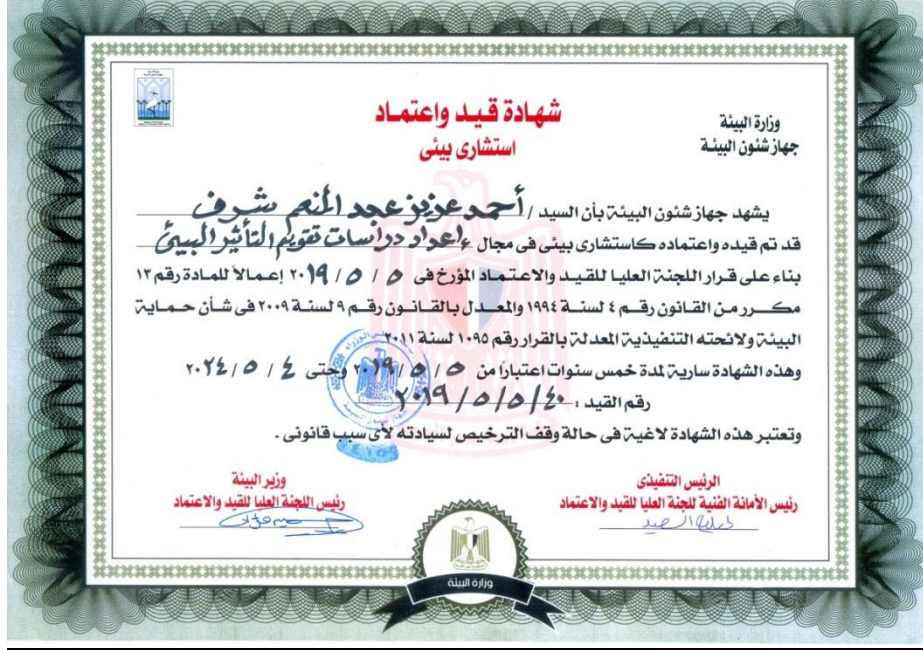 وزارة البيئة
جهاز شئون البيئة
شهادة قيد واعتماد
استشارى بيئى
يشهد جهاز شئون البيئة بأن السيد / أحمد عزيز عبد المنعم شرف
قد تم قيده واعتماده كاستشارى بيئى فى مجال / إعداد دراسات تقويم التأثير البيئى
بناء على قرار اللجنة العليا للقيد والاعتماد المؤرخ فى ٥ / ٥ / ٢٠١٩ إعمالاً للمادة رقم ١٣
مكرر من القانون رقم ٤ لسنة ١٩٩٤ والمعدل بالقانون رقم ٩ لسنة ٢٠٠٩ فى شأن حماية
البيئة ولائحته التنفيذية المعدلة بالقرار رقم ١٠٩٥ لسنة ٢٠١١
وهذه الشهادة سارية لمدة خمس سنوات اعتباراً من ٥ / ٥ / ٢٠١٩ وحتى ٤ / ٥ / ٢٠٢٤
رقم القيد : ٤٠ / ٥ / ٥ / ٢٠١٩
وتعتبر هذه الشهادة لاغية فى حالة وقف الترخيص لسيادته لأى سبب قانونى .
الرئيس التنفيذى
رئيس الأمانة الفنية للجنة العليا للقيد والاعتماد
وزير البيئة
رئيس اللجنة العليا للقيد والاعتماد
وزارة البيئة